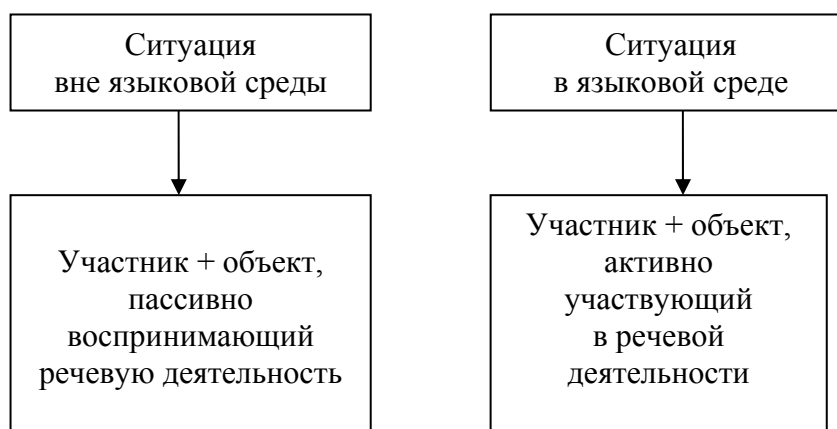 Ситуация
вне языковой среды
Ситуация
в языковой среде
Участник + объект,
пассивно
воспринимающий
речевую деятельность
Участник + объект,
активно
участвующий
в речевой
деятельности